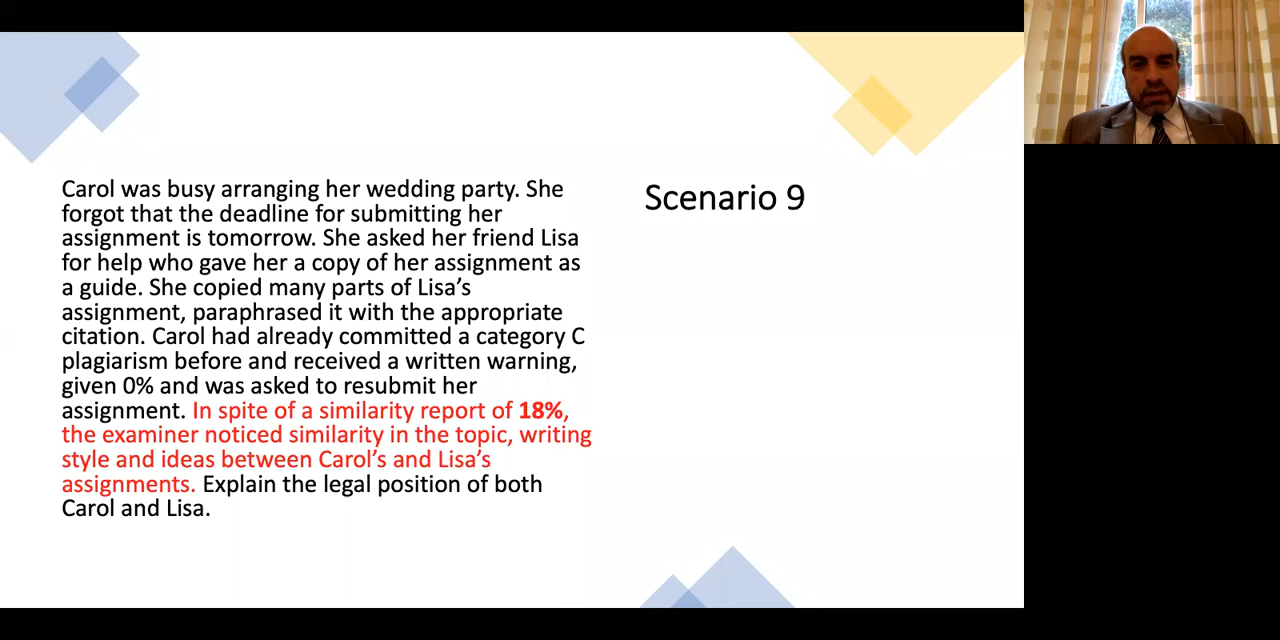 Carol was busy arranging her wedding party. She
forgot that the deadline for submitting her
assignment is tomorrow. She asked her friend Lisa
for help who gave her a copy of her assignment as
a guide. She copied many parts of Lisa's
assignment, paraphrased it with the appropriate
citation. Carol had already committed a category C
plagiarism before and received a written warning,
given 0% and was asked to resubmit her
assignment. In spite of a similarity report of 18%,
the examiner noticed similarity in the topic, writing
style and ideas between Carol's and Lisa's
assignments. Explain the legal position of both
Carol and Lisa.
Scenario 9